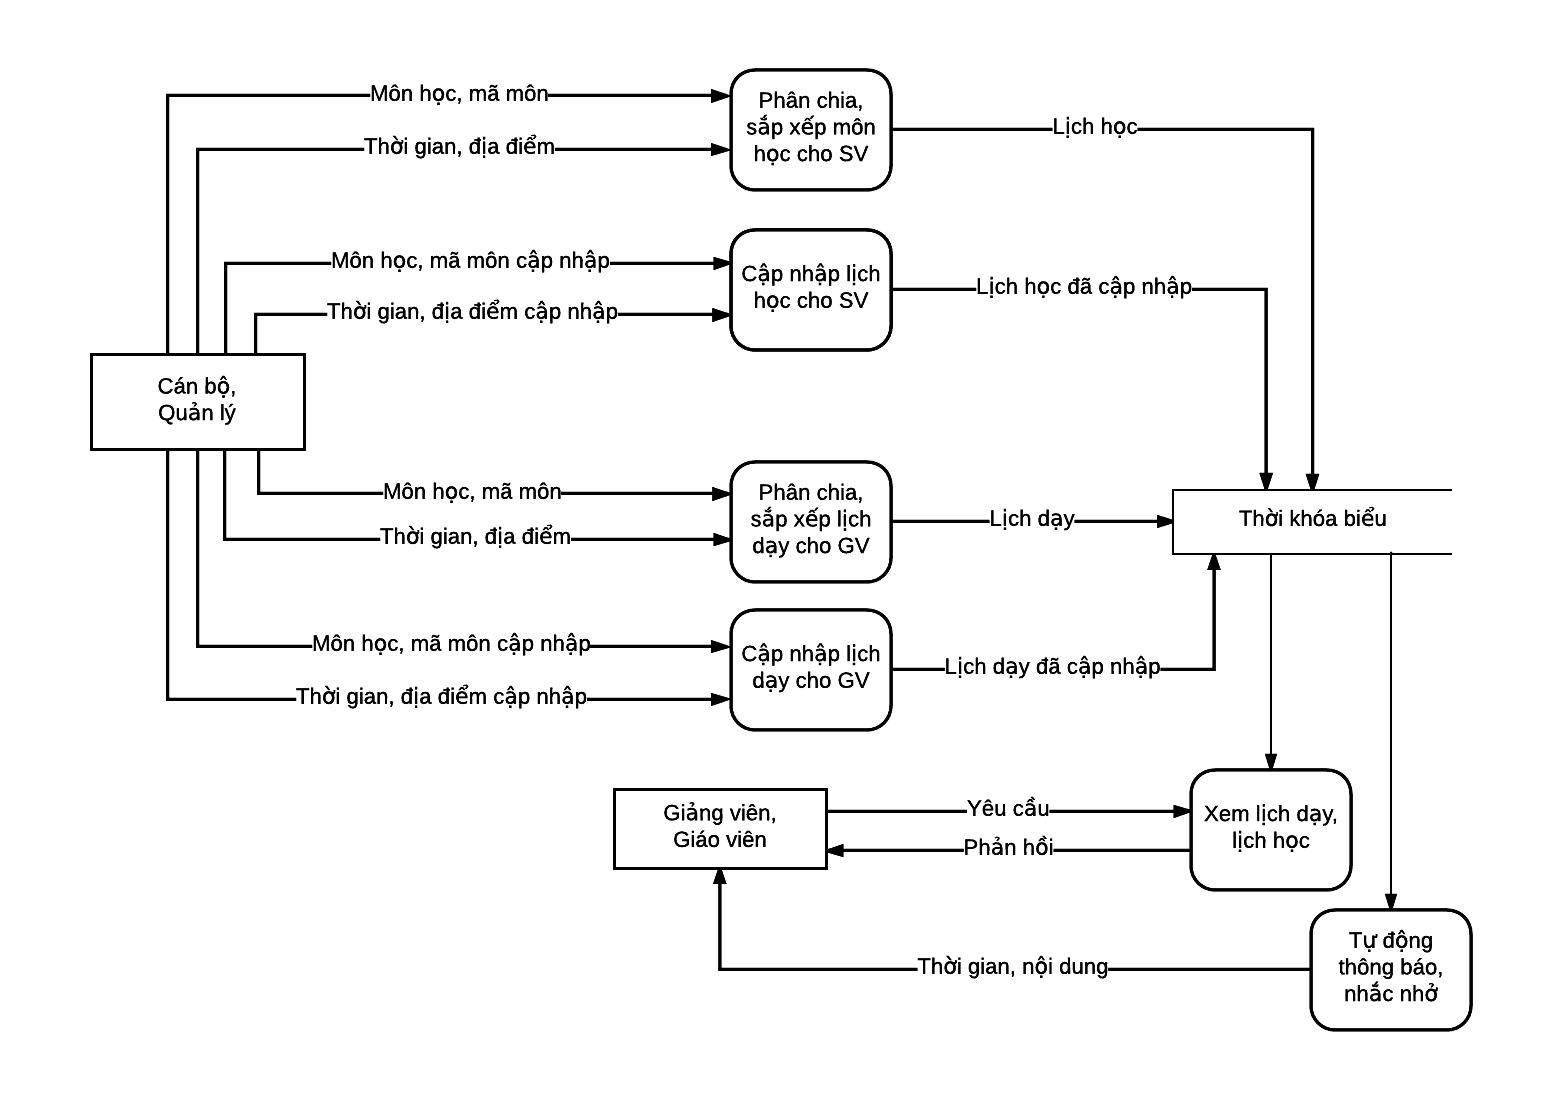 Môn học, mã môn
Thời gian, địa điểm
Phân chia,
sắp xếp môn
học cho SV
Lịch học
Môn học, mã môn cập nhập
Thời gian, địa điểm cập nhập
Cập nhập lịch
học cho SV
Lịch học đã cập nhập
Cán bộ,
Quản lý
Môn học, mã môn
Thời gian, địa điểm
Phân chia,
sắp xếp lịch
dạy cho GV
Lịch dạy
Thời khóa biểu
Môn học, mã môn cập nhập
Thời gian, địa điểm cập nhập
Cập nhập lịch
dạy cho GV
Lịch dạy đã cập nhập
Giảng viên,
Giáo viên
Yêu cầu
Phản hồi
Xem lịch dạy,
lịch học
Thời gian, nội dung
Tự động
thông báo,
nhắc nhở